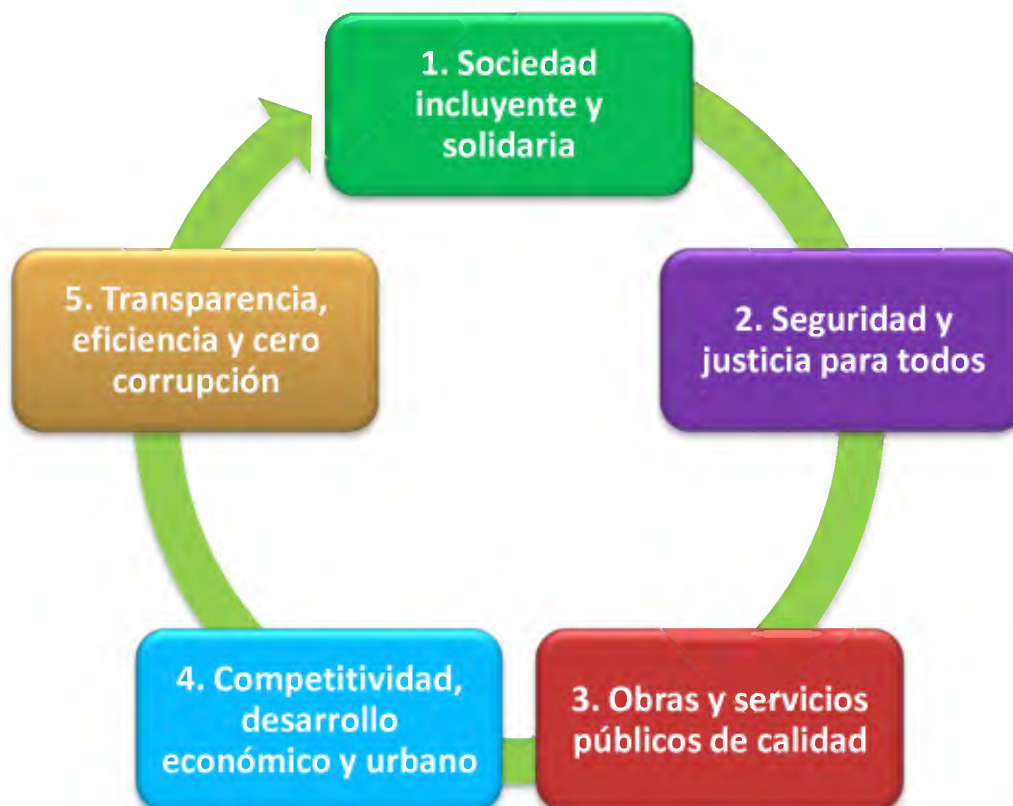 1. Sociedad
incluyente y
solidaria
2. Seguridad y
justicia para todos
3. Obras y servicios
públicos de calidad
4. Competitividad,
desarrollo
económico y urbano
5. Transparencia,
eficiencia y cero
corrupción